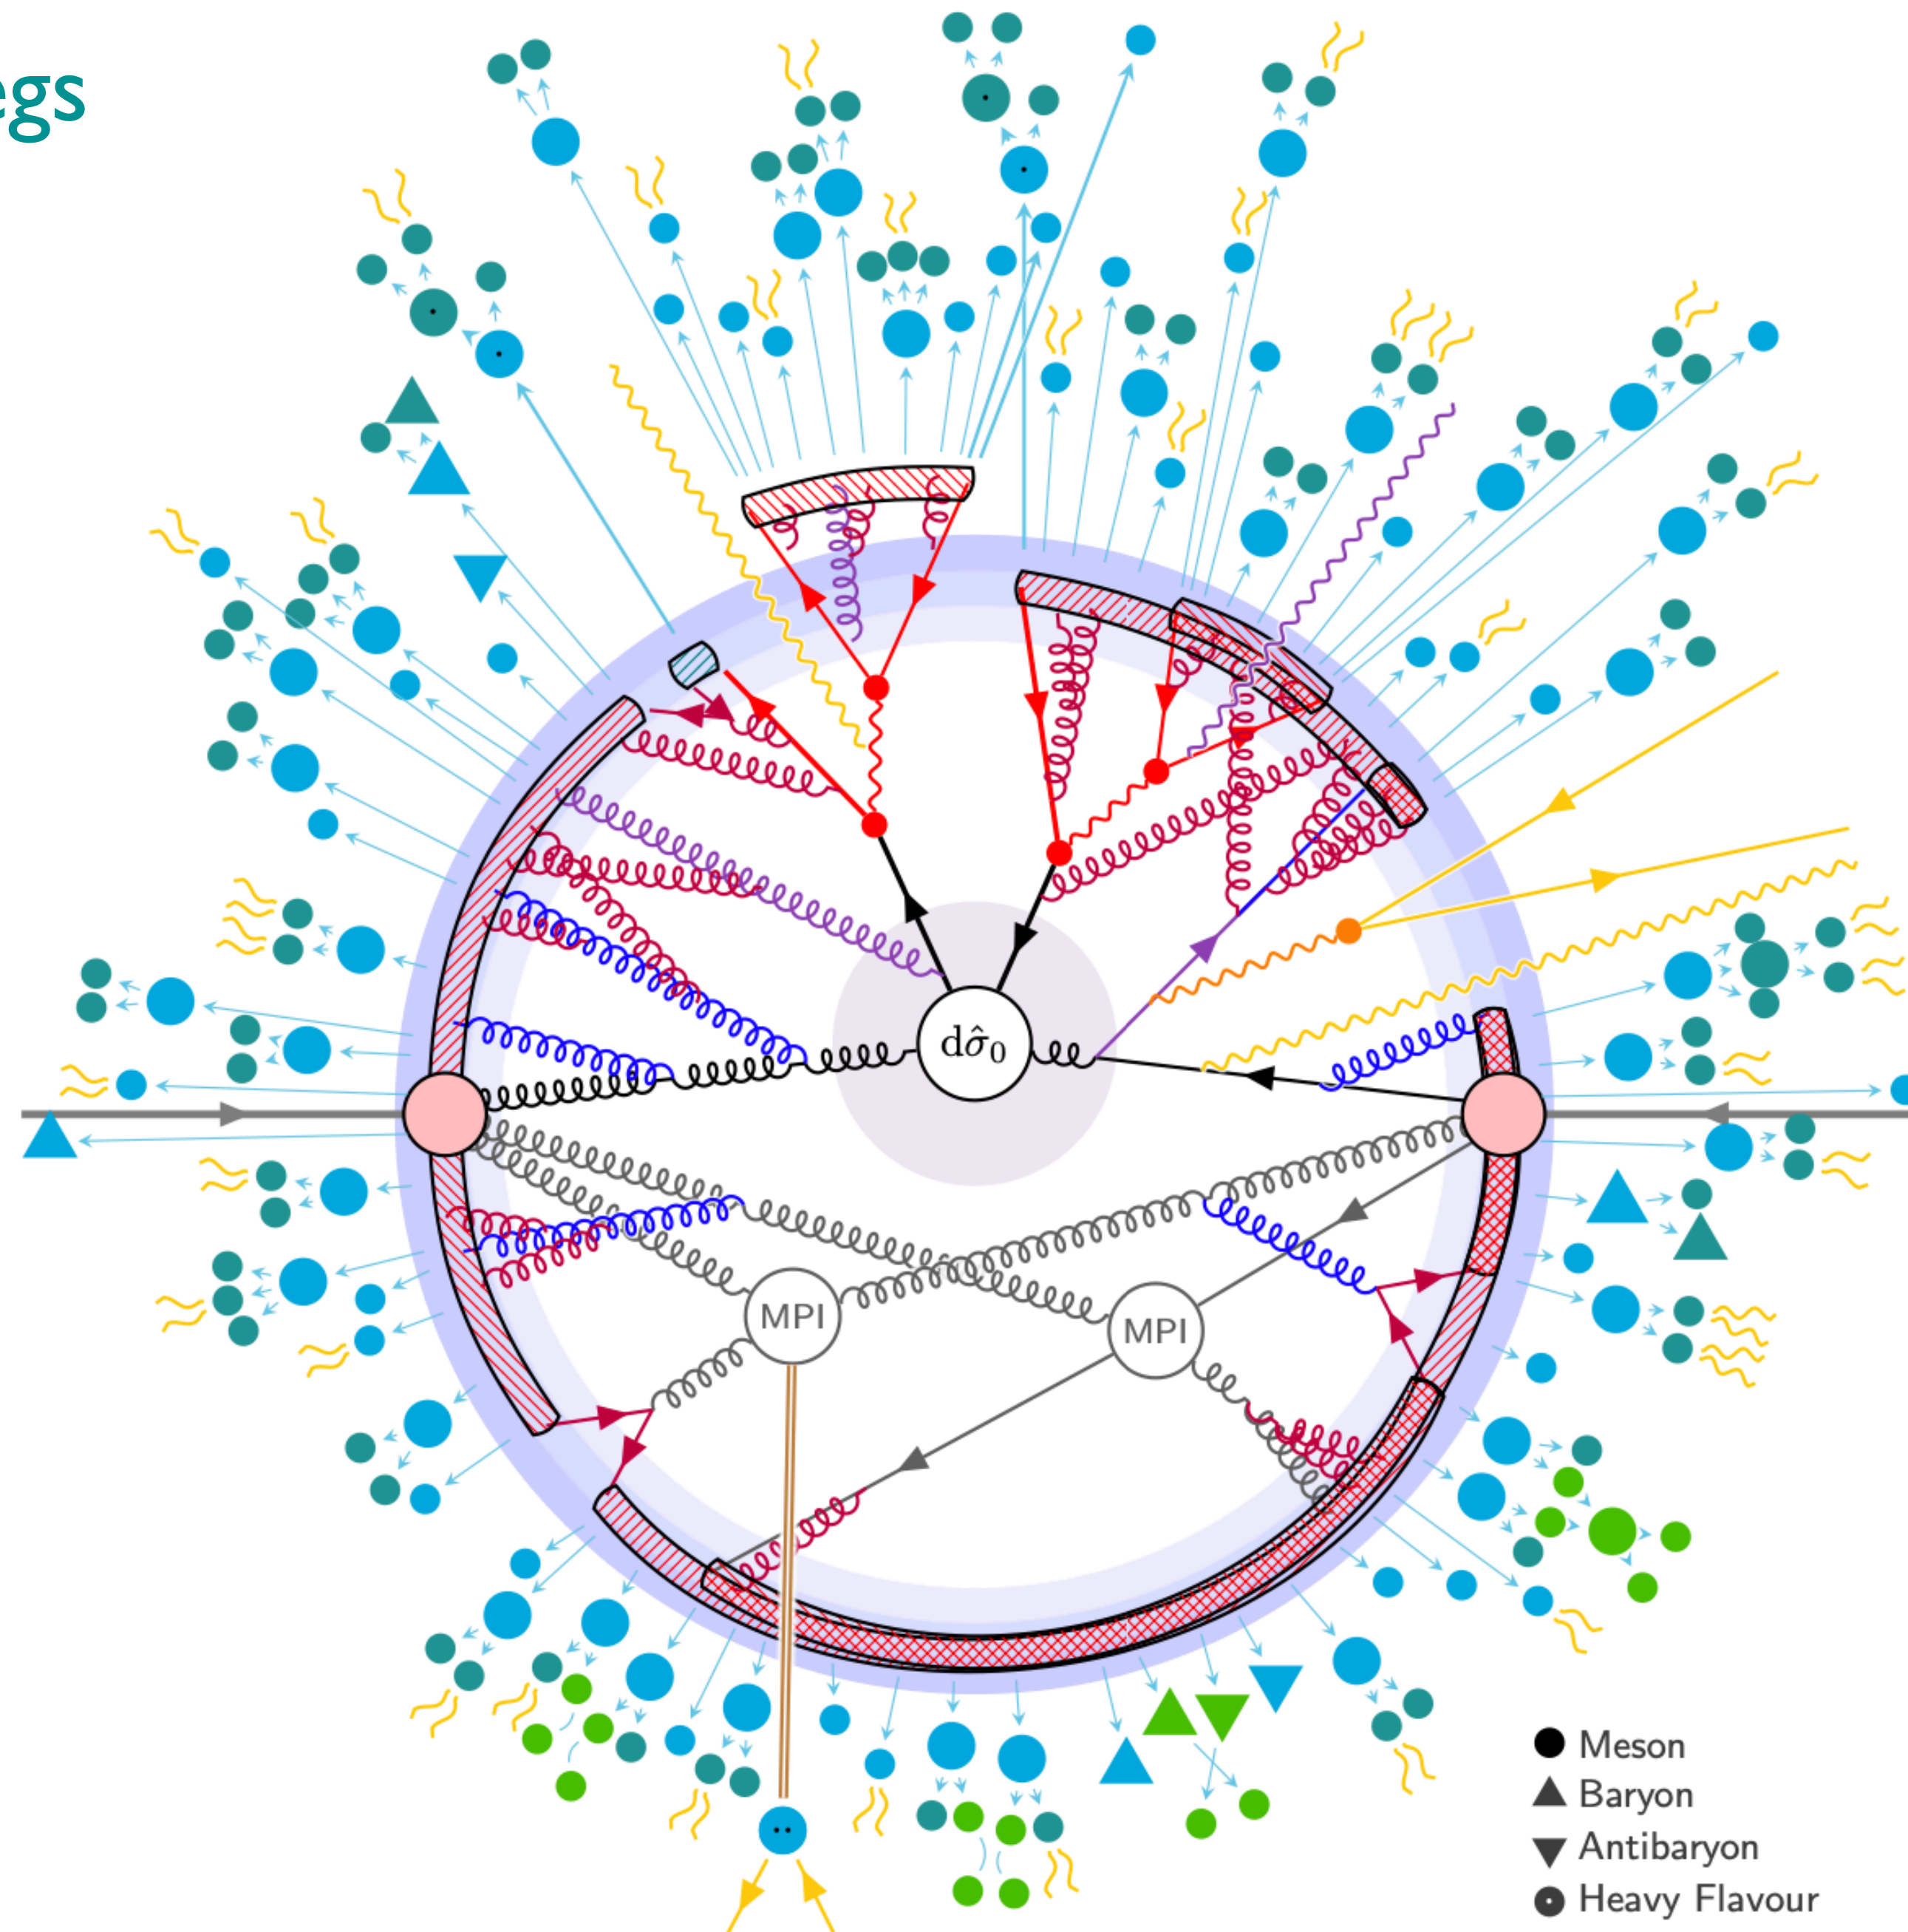 egs
dσ̂₀
MPI
MPI
Meson
Baryon
Antibaryon
Heavy Flavour